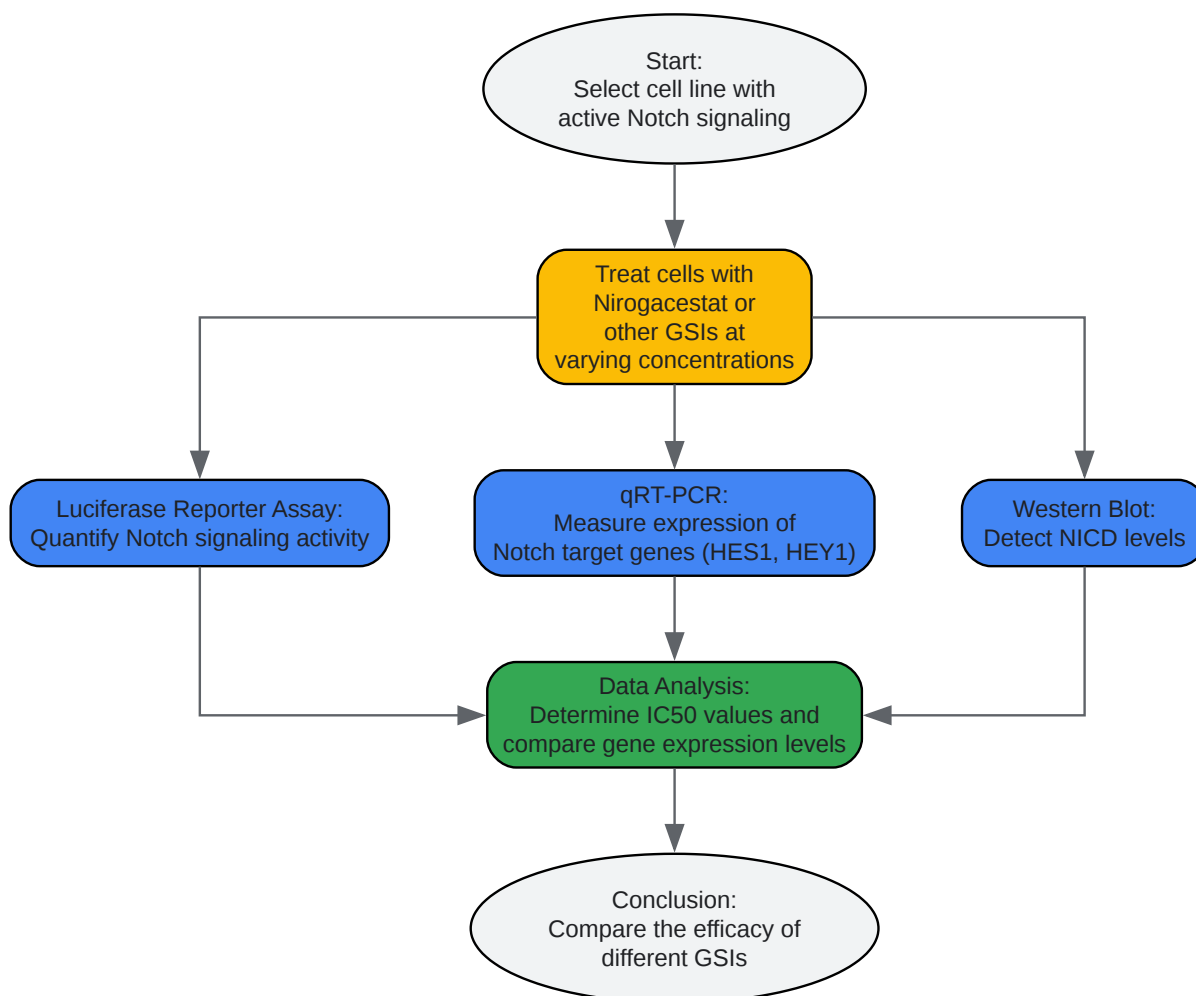 Start:
Select cell line with
active Notch signaling
Treat cells with
Nirogacestat or
other GSIs at
varying concentrations
Luciferase Reporter Assay:
Quantify Notch signaling activity
qRT-PCR:
Measure expression of
Notch target genes (HES1, HEY1)
Western Blot:
Detect NICD levels
Data Analysis:
Determine IC50 values and
compare gene expression levels
Conclusion:
Compare the efficacy of
different GSIs